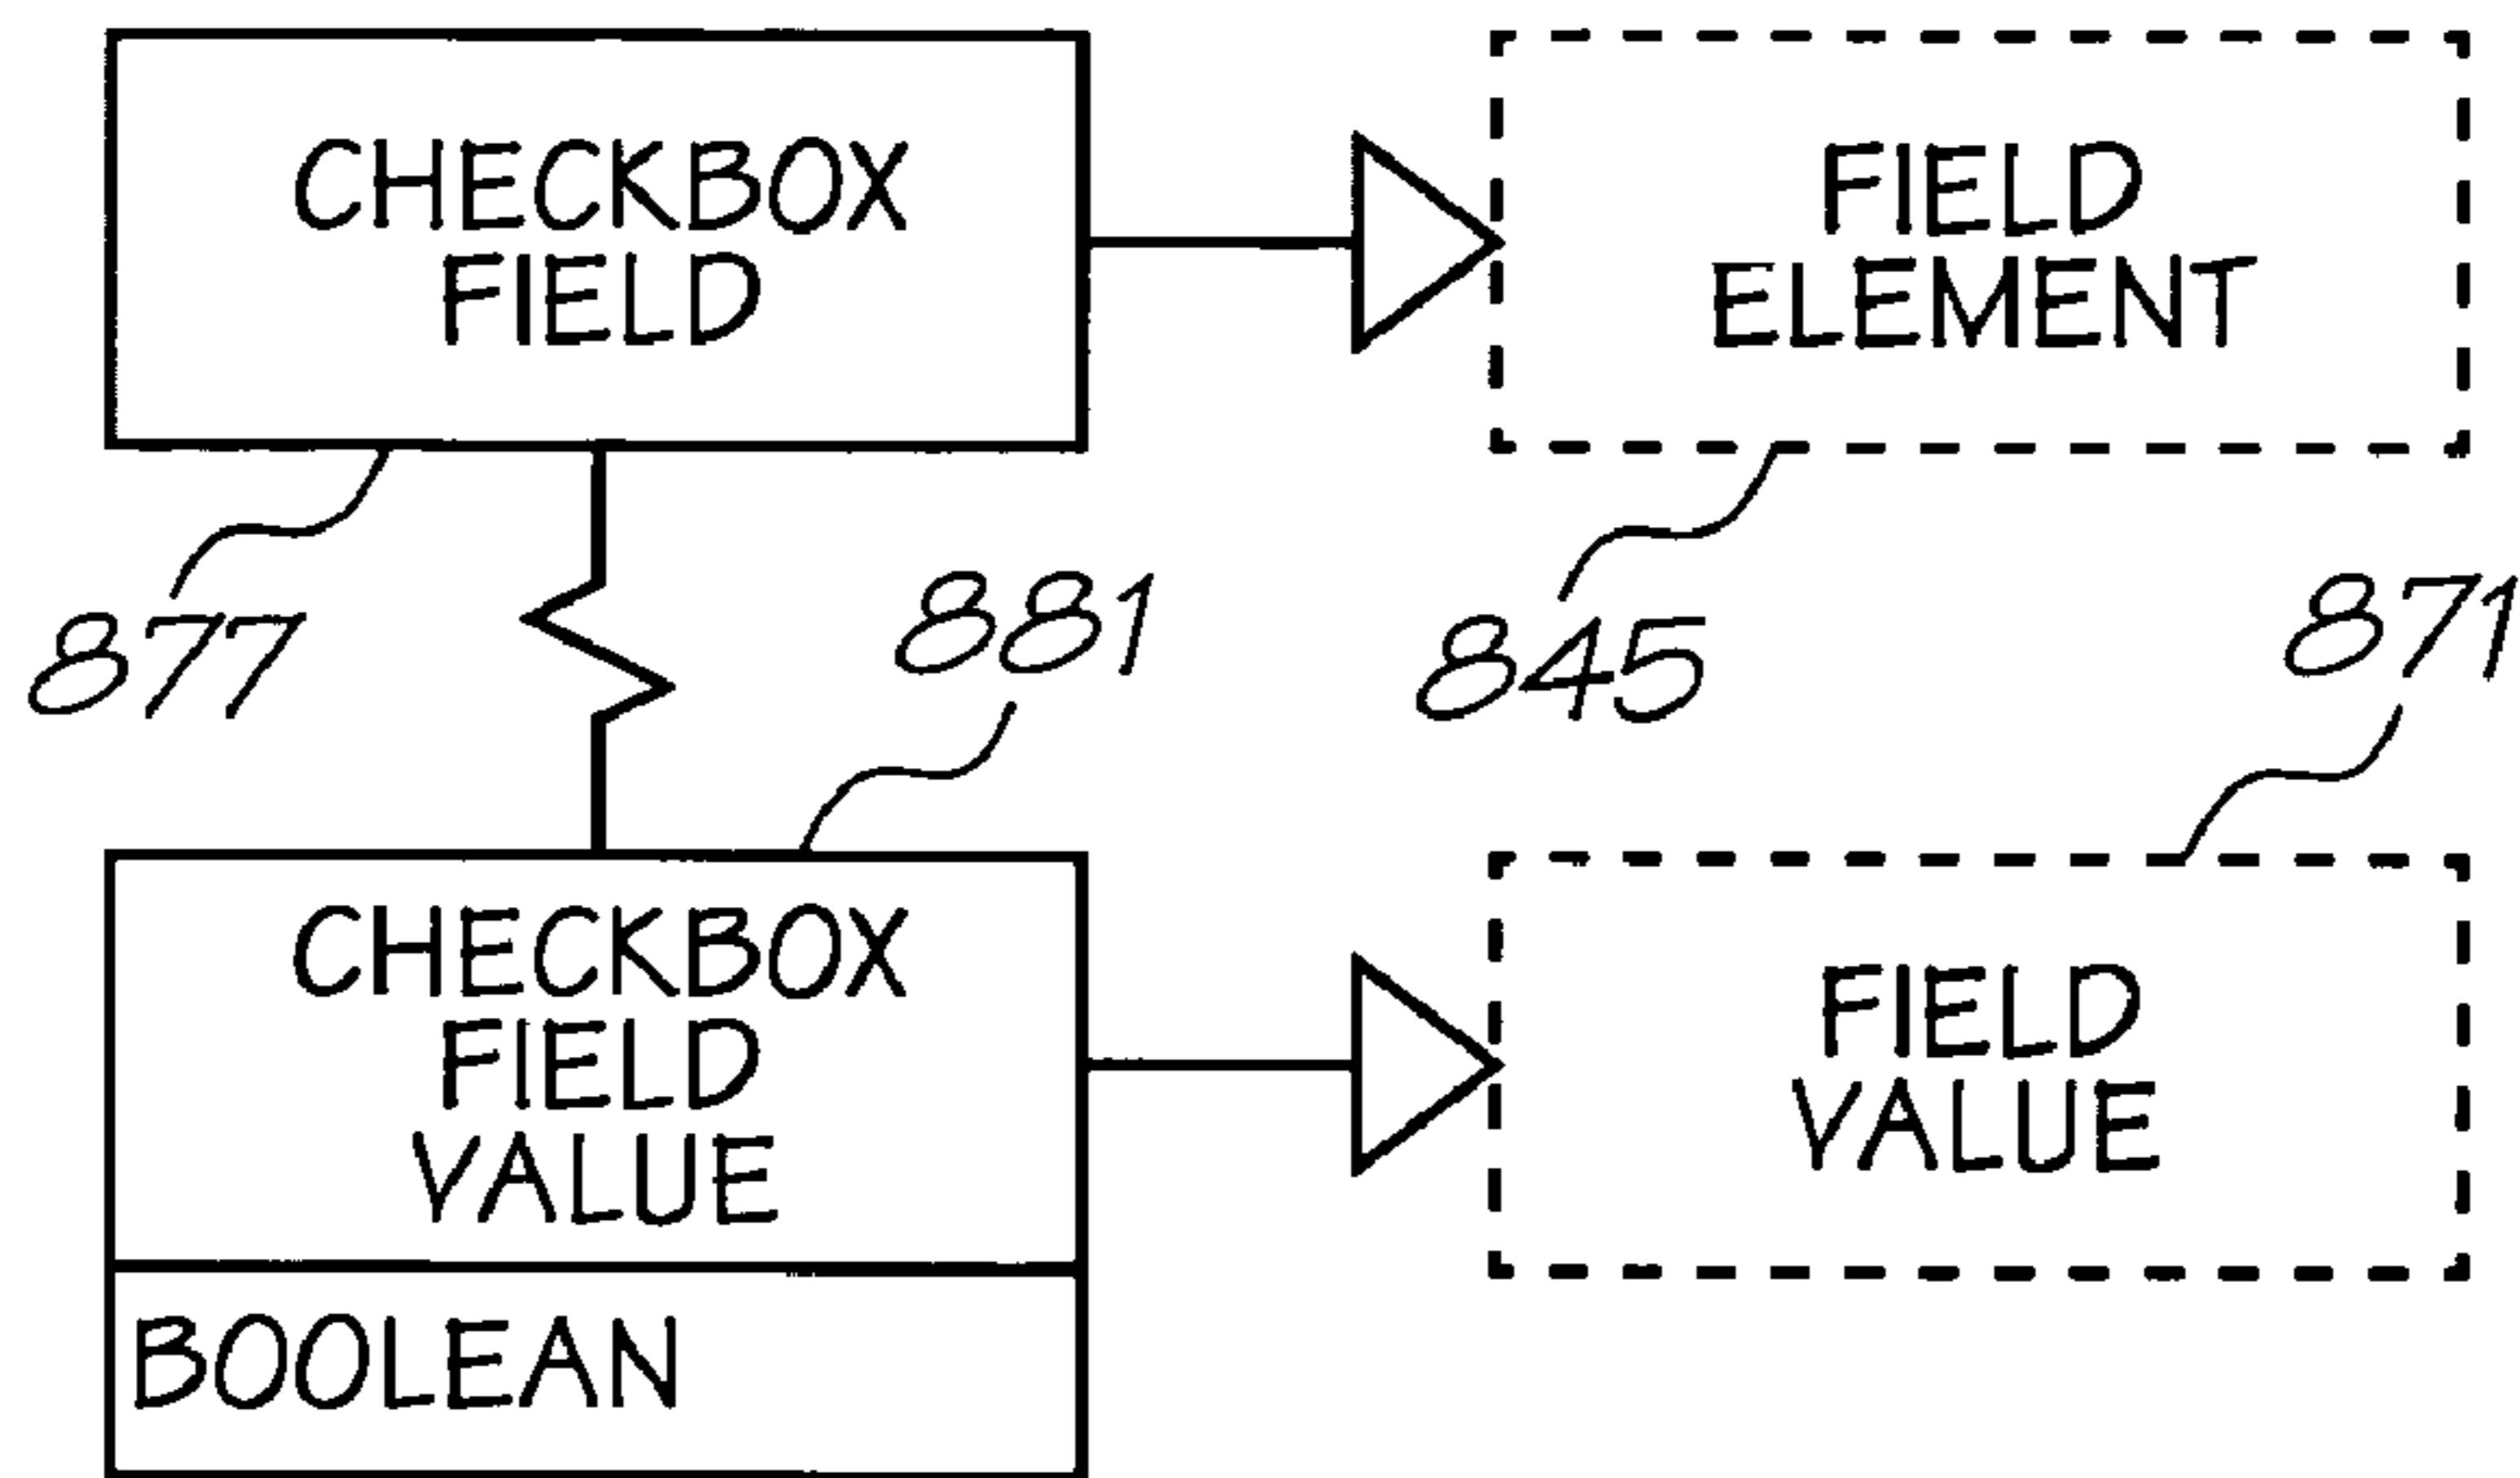 CHECKBOX
FIELD
FIELD
ELEMENT
877
881
845
871
CHECKBOX
FIELD
VALUE
BOOLEAN
FIELD
VALUE